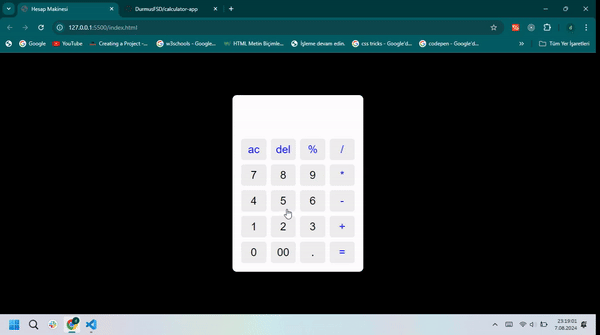 Hesap Makinesi
DurmusFSD/calculator-app
127.0.0.1:5500/index.html
Google
YouTube
Creating a Project -...
w3schools - Google...
HTML Metin Biçimle...
İşleme devam edin.
css tricks - Google'd...
codepen - Google'd...
Tüm Yer İşaretleri
ac del % /
7 8 9 *
4 5 6 -
1 2 3 +
0 00 . =
23:19:01
7.08.2024